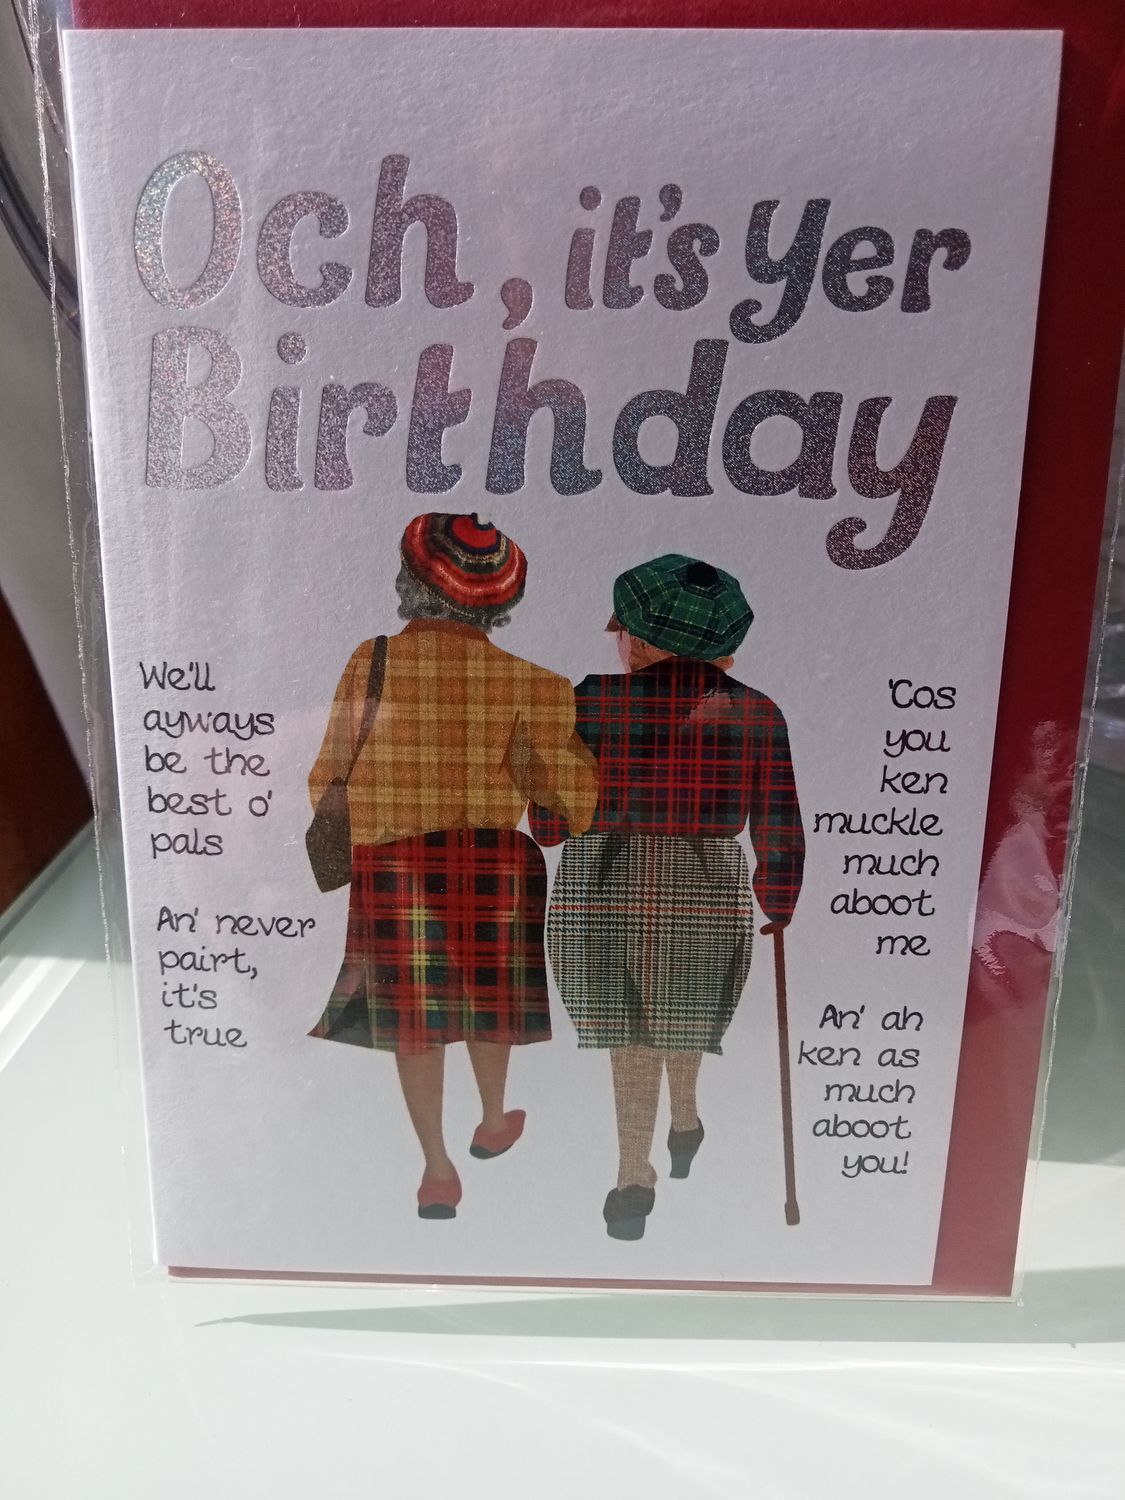 Och, it's yer
Birthday
We'll
ayways
be the
best o'
pals
An' never
pairt,
it's
true
'Cos
you
ken
muckle
much
aboot
me
An' ah
ken as
much
aboot
you!